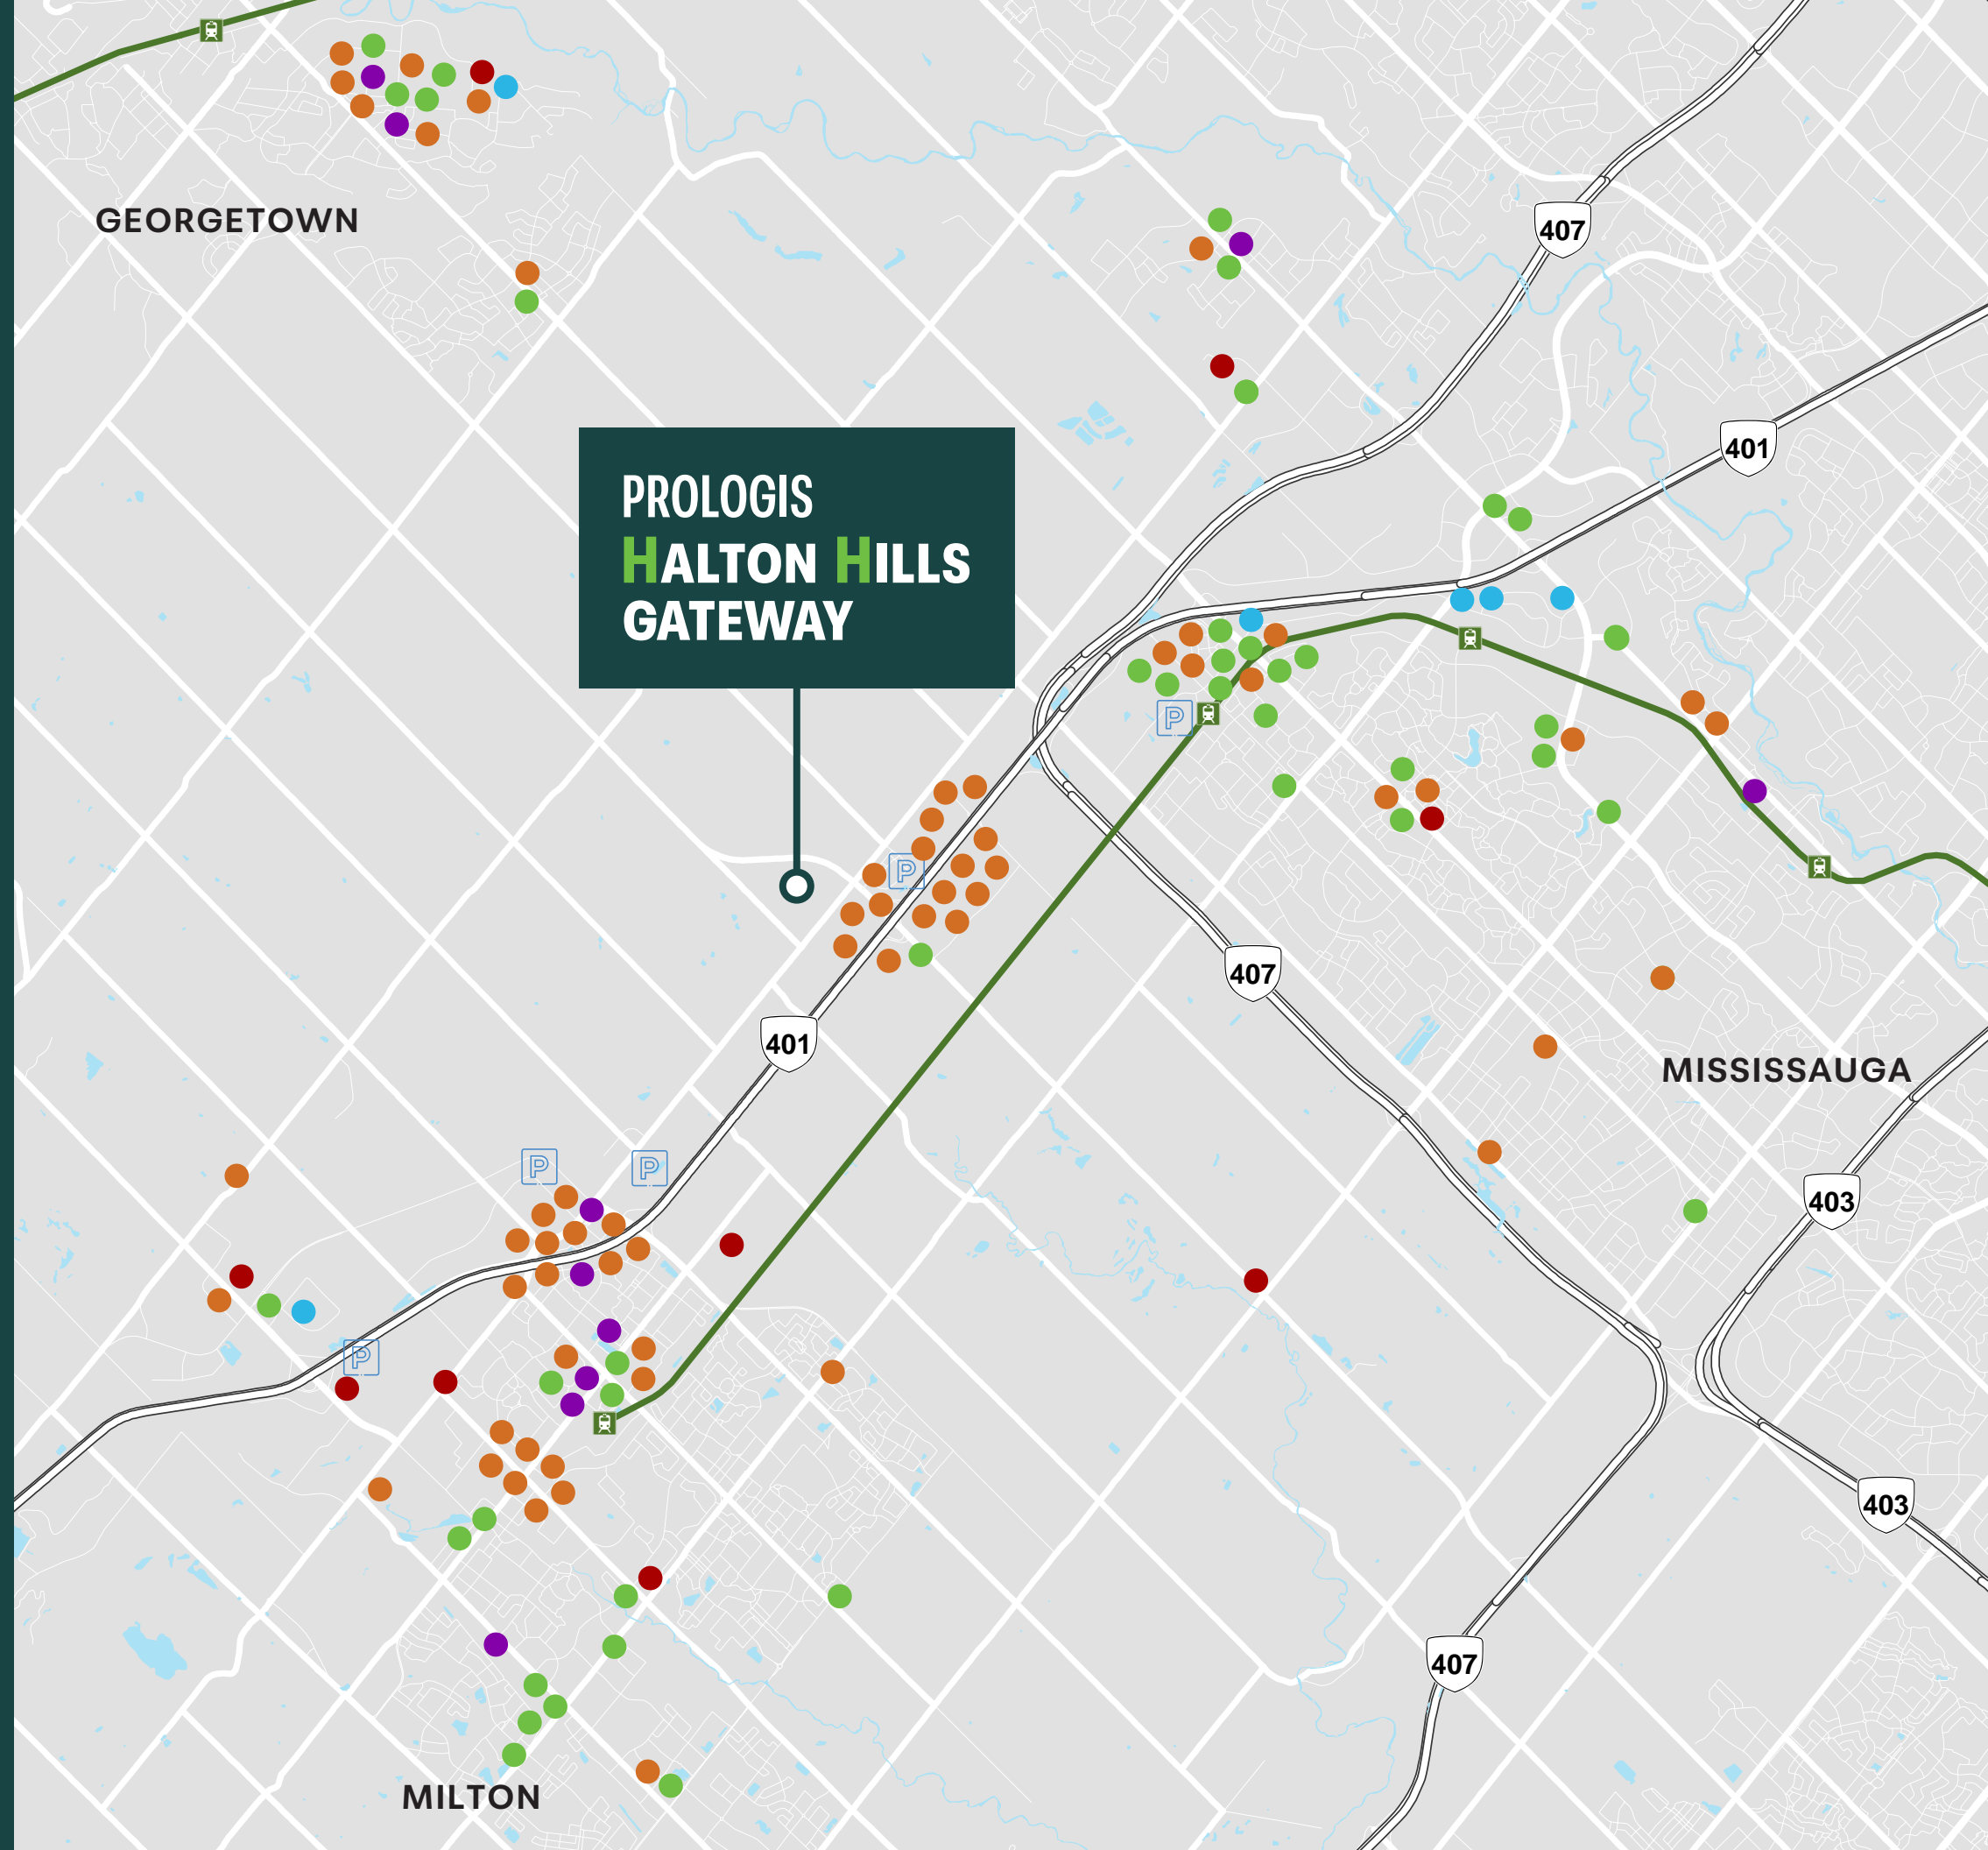 GEORGETOWN
407
401
PROLOGIS
HALTON HILLS
GATEWAY
P
P
407
401
MISSISSAUGA
P
P
403
P
403
407
MILTON